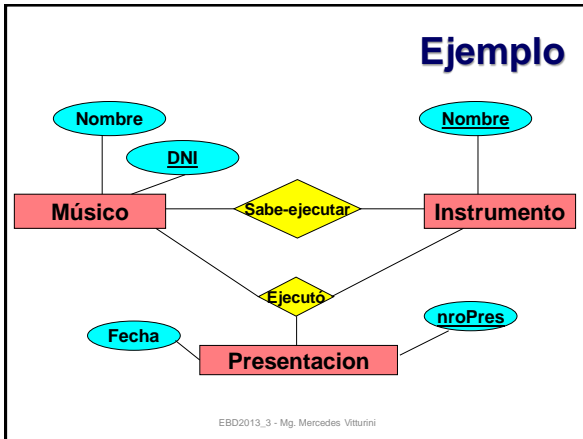 Ejemplo
Nombre
Nombre
DNI
Músico
Sabe-ejecutar
Instrumento
Ejecutó
Fecha
nroPres
Presentacion
EBD2013_3 - Mg. Mercedes Vitturini